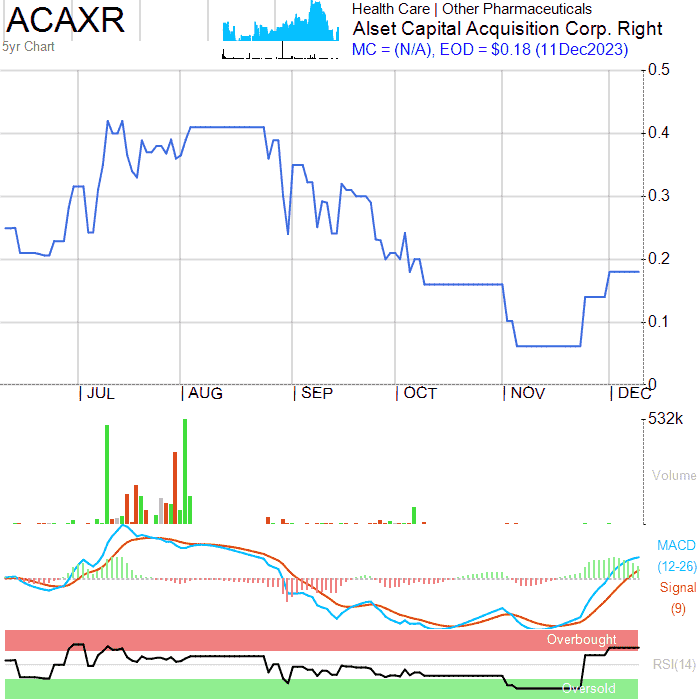 ACAXR
5yr Chart
Health Care | Other Pharmaceuticals
Alset Capital Acquisition Corp. Right
MC = (N/A), EOD = $0.18 (11Dec2023)
0.5
0.4
0.3
0.2
0.1
0
JUL AUG SEP OCT NOV DEC
532k
Volume
MACD
(12-26)
Signal
(9)
Overbought
RSI(14)
Oversold